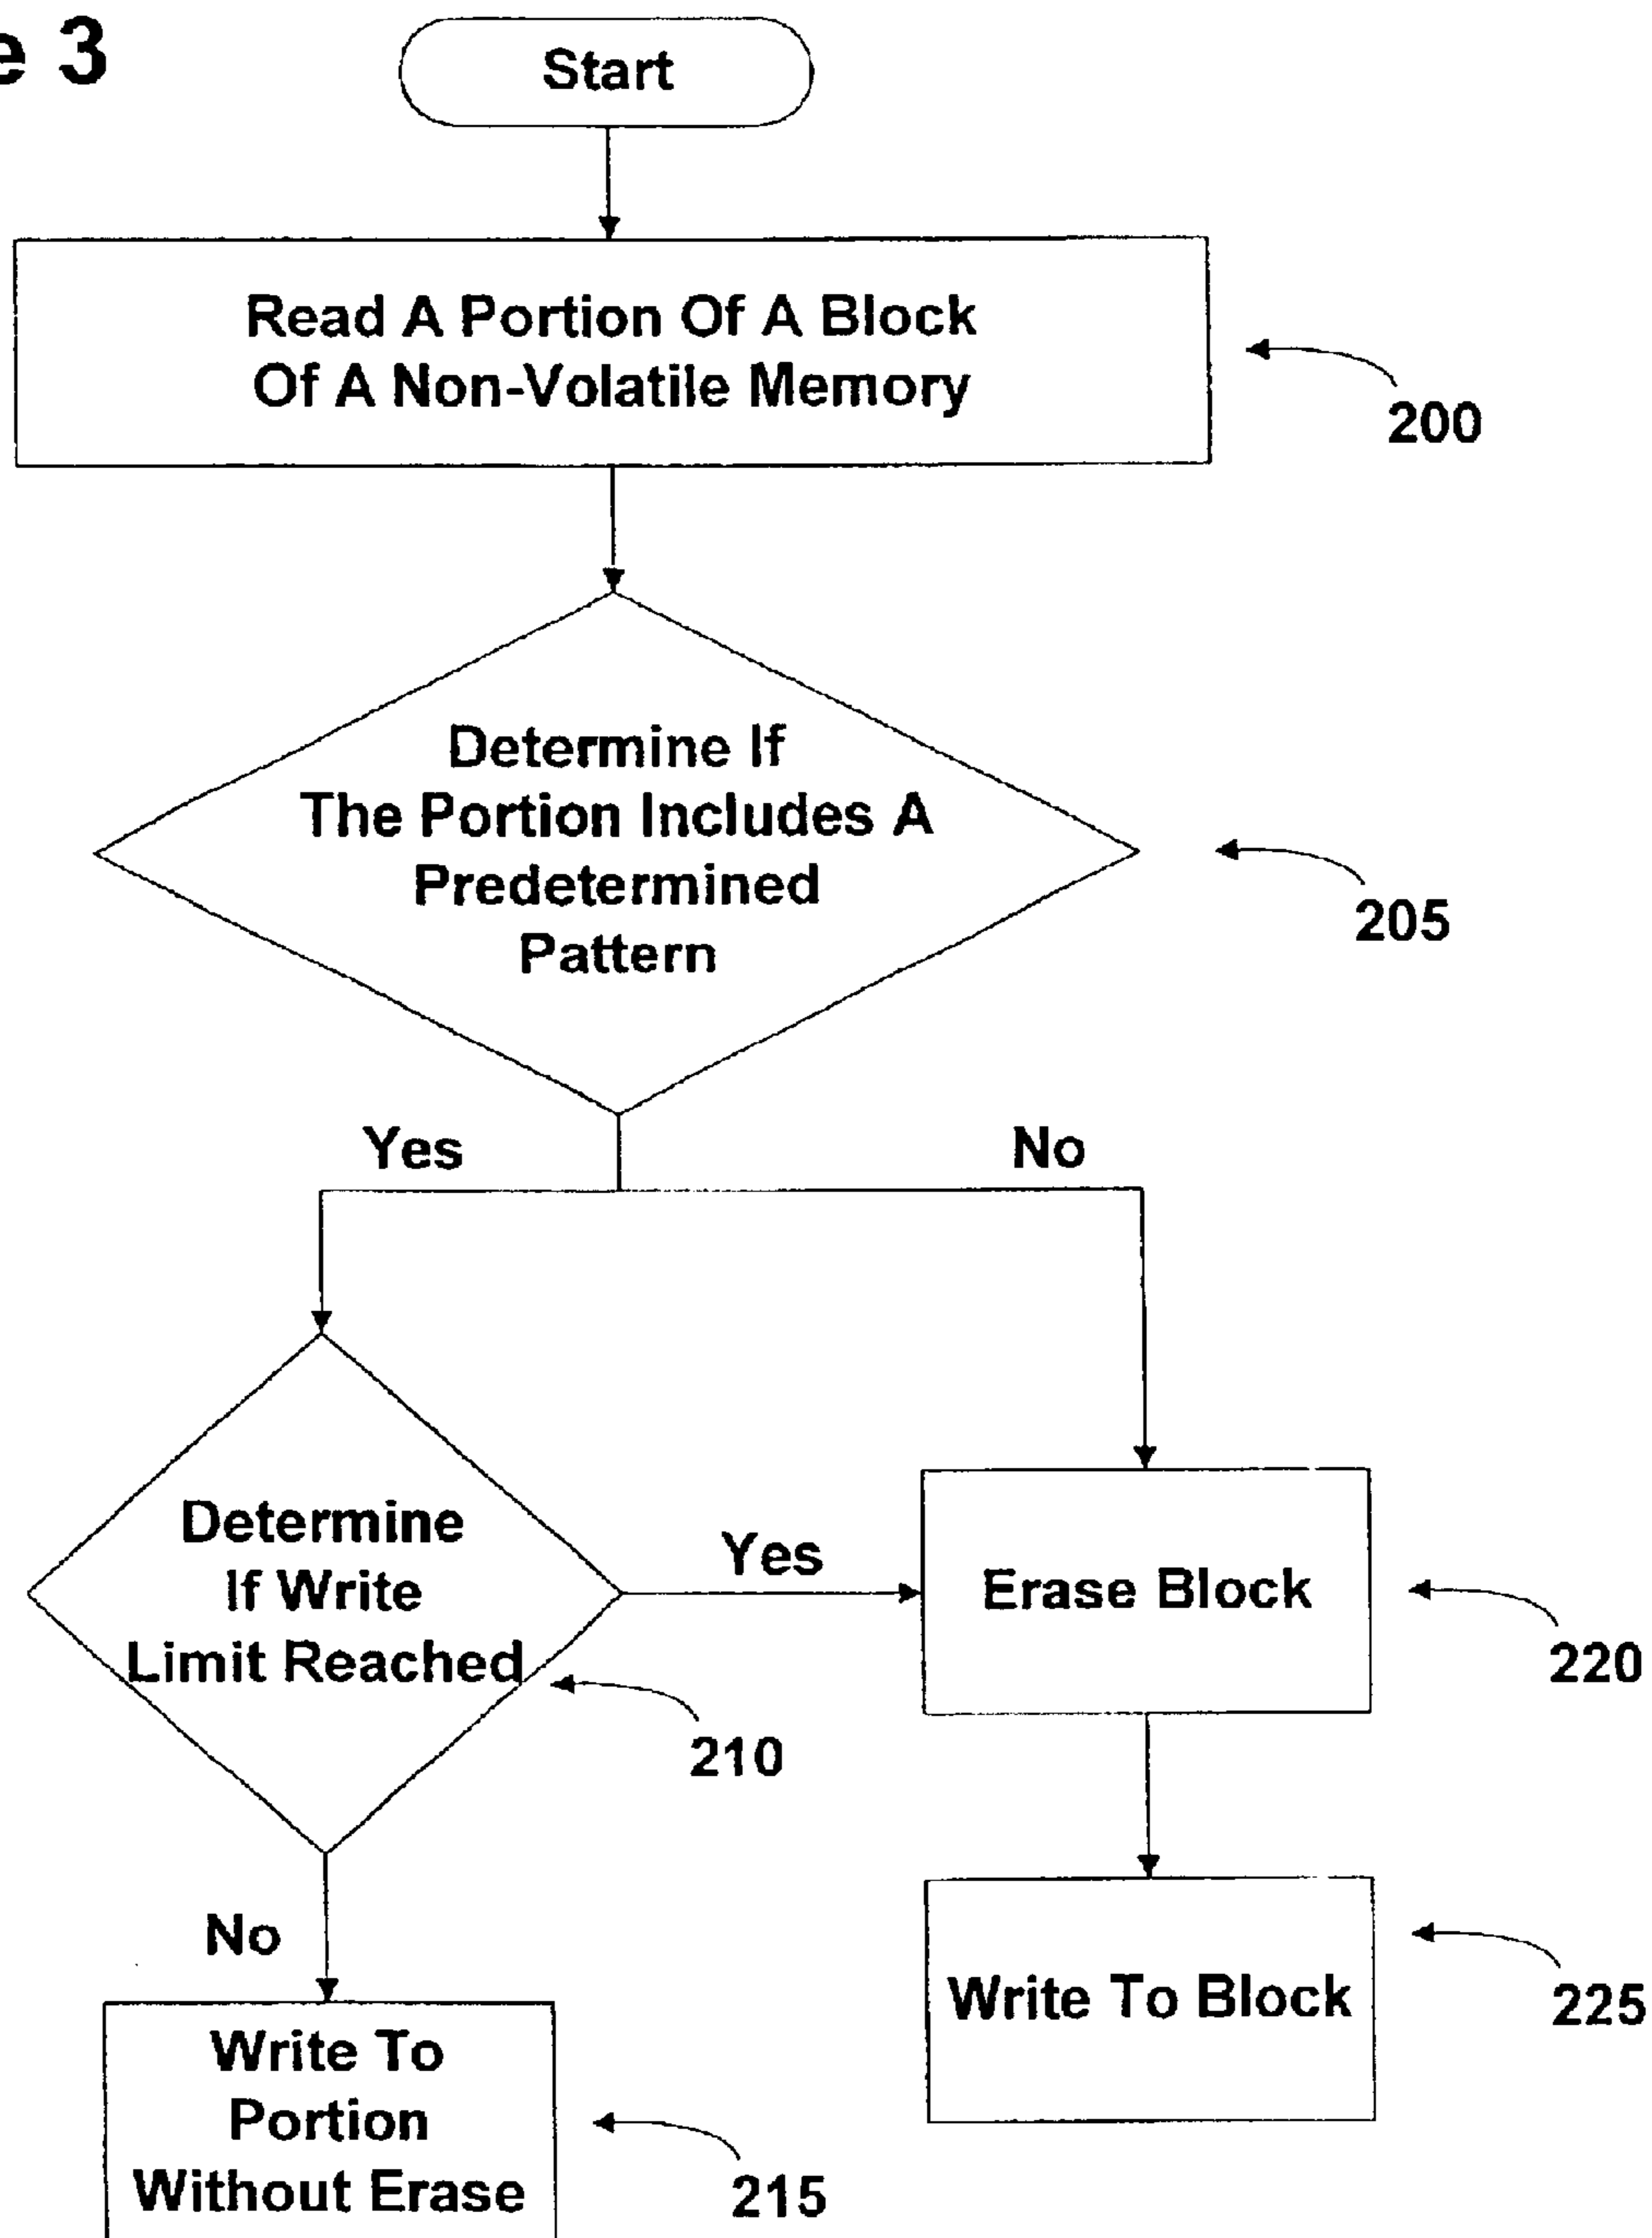 e 3
Start
Read A Portion Of A Block
Of A Non-Volatile Memory
200
Determine If
The Portion Includes A
Predetermined
Pattern
205
Yes
No
Determine
If Write
Limit Reached
210
Yes
Erase Block
220
No
Write To Block
225
Write To
Portion
Without Erase
215